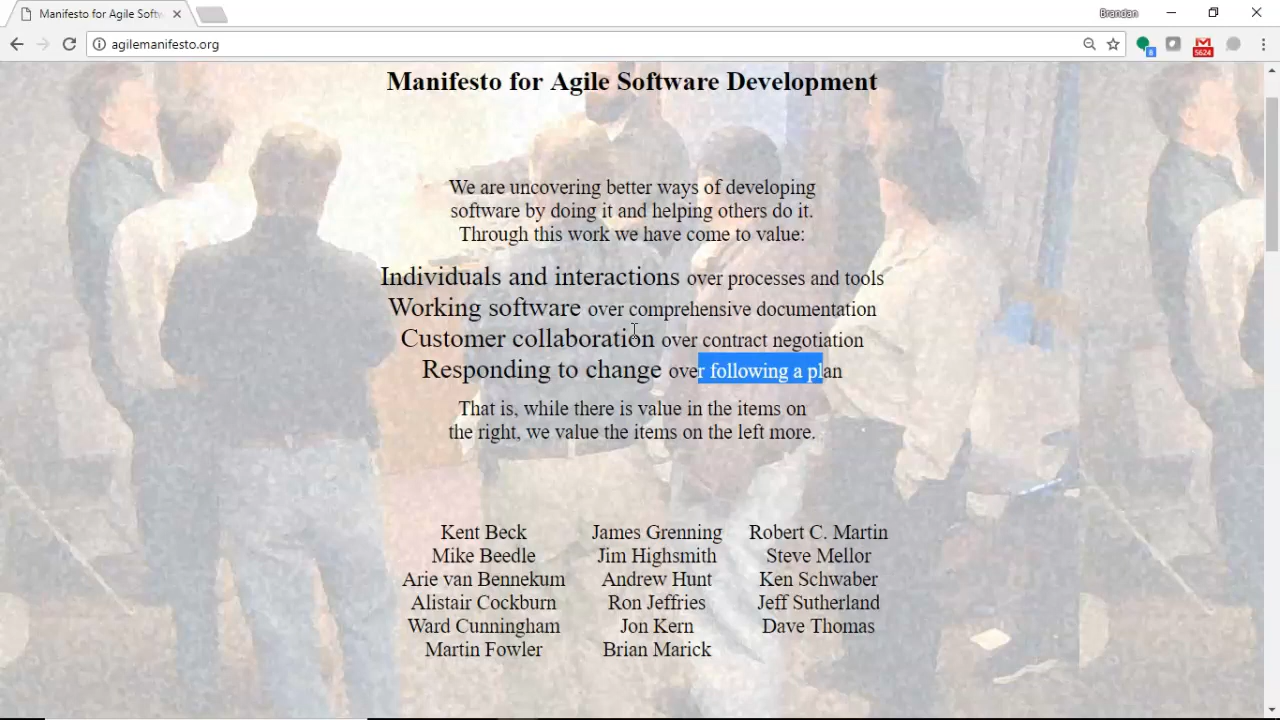 Manifesto for Agile Softw
Brandan
agilemanifesto.org
8
5624
Manifesto for Agile Software Development
We are uncovering better ways of developing
software by doing it and helping others do it.
Through this work we have come to value:
Individuals and interactions over processes and tools
Working software over comprehensive documentation
Customer collaboration over contract negotiation
Responding to change over following a plan
That is, while there is value in the items on
the right, we value the items on the left more.
Kent Beck James Grenning Robert C. Martin
Mike Beedle Jim Highsmith Steve Mellor
Arie van Bennekum Andrew Hunt Ken Schwaber
Alistair Cockburn Ron Jeffries Jeff Sutherland
Ward Cunningham Jon Kern Dave Thomas
Martin Fowler Brian Marick